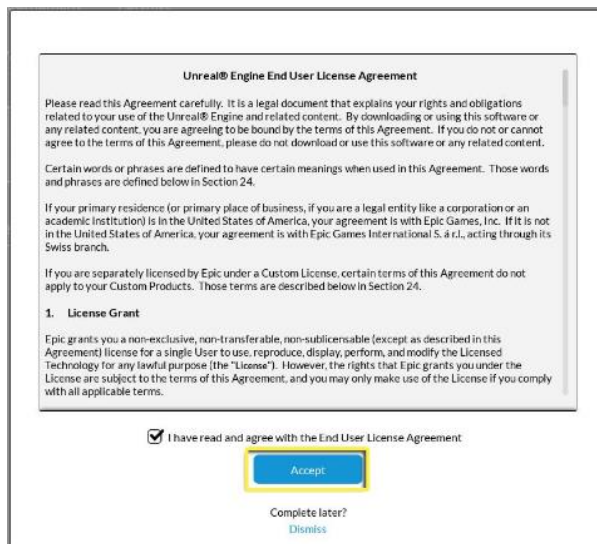 Unreal® Engine End User License Agreement
Please read this Agreement carefully. It is a legal document that explains your rights and obligations
related to your use of the Unreal® Engine and related content. By downloading or using this software or
any related content, you are agreeing to be bound by the terms of this Agreement. If you do not or cannot
agree to the terms of this Agreement, please do not download or use this software or any related content.
Certain words or phrases are defined to have certain meanings when used in this Agreement. Those words
and phrases are defined below in Section 24.
If your primary residence (or primary place of business, if you are a legal entity like a corporation or an
academic institution) is in the United States of America, your agreement is with Epic Games, Inc. If it is not
in the United States of America, your agreement is with Epic Games International S. á r.l., acting through its
Swiss branch.
If you are separately licensed by Epic under a Custom License, certain terms of this Agreement do not
apply to your Custom Products. Those terms are described below in Section 24.
1. License Grant
Epic grants you a non-exclusive, non-transferable, non-sublicensable (except as described in this
Agreement) license for a single User to use, reproduce, display, perform, and modify the Licensed
Technology for any lawful purpose (the "License"). However, the rights that Epic grants you under the
License are subject to the terms of this Agreement, and you may only make use of the License if you comply
with all applicable terms.
I have read and agree with the End User License Agreement
Accept
Complete later?
Dismiss